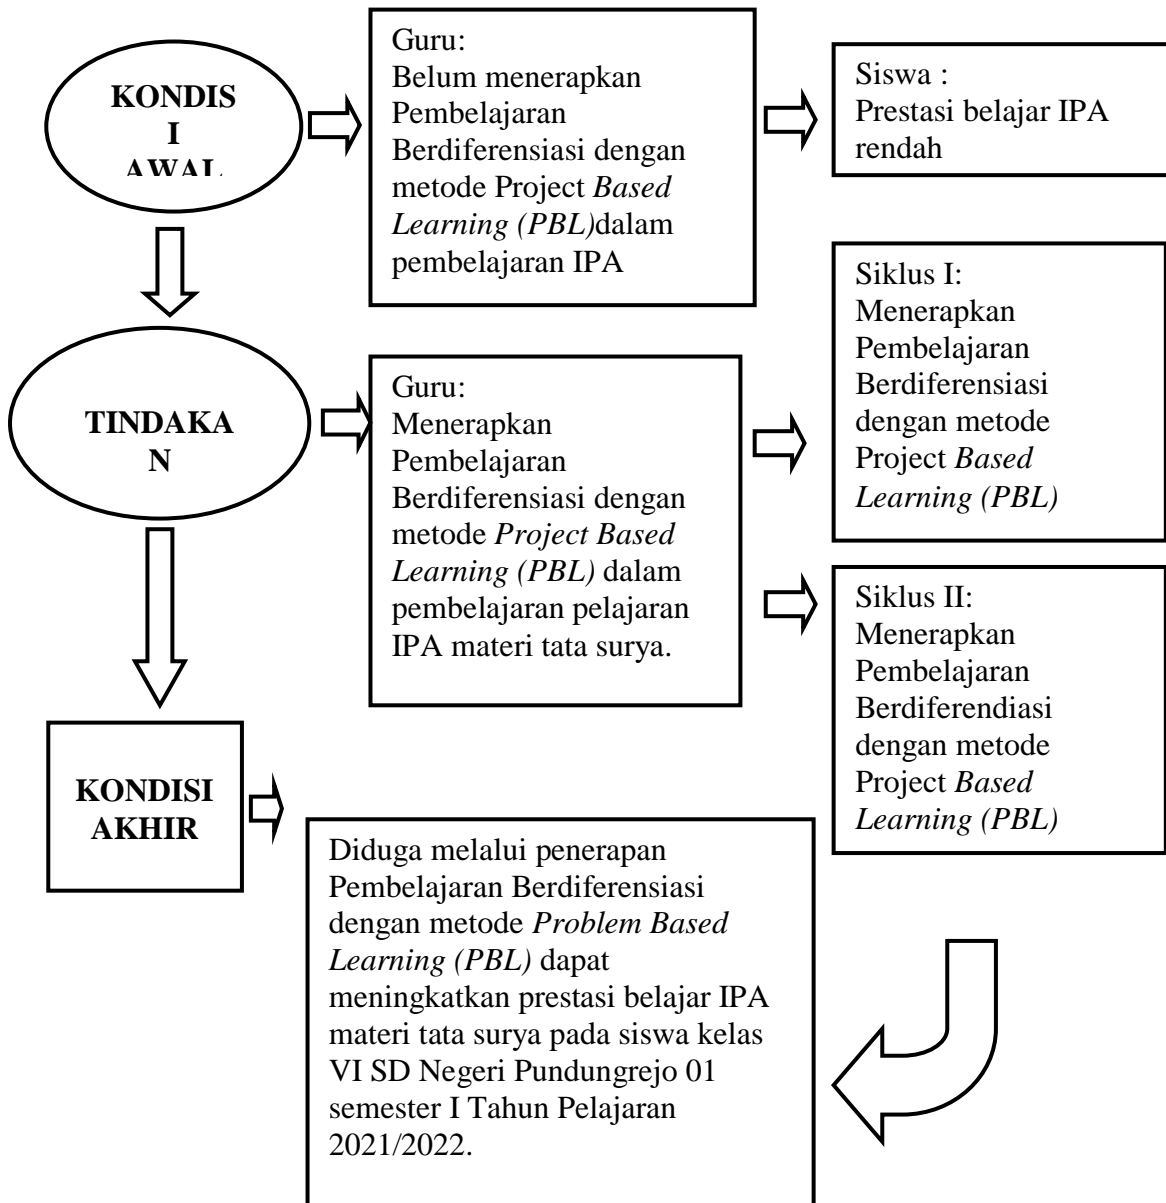 KONDIS
I
AWAL
Guru:
Belum menerapkan
Pembelajaran
Berdiferensiasi dengan
metode Project Based
Learning (PBL)dalam
pembelajaran IPA
Siswa :
Prestasi belajar IPA
rendah
TINDAKA
N
Guru:
Menerapkan
Pembelajaran
Berdiferensiasi dengan
metode Project Based
Learning (PBL) dalam
pembelajaran pelajaran
IPA materi tata surya.
Siklus I:
Menerapkan
Pembelajaran
Berdiferensiasi
dengan metode
Project Based
Learning (PBL)
Siklus II:
Menerapkan
Pembelajaran
Berdiferendiasi
dengan metode
Project Based
Learning (PBL)
KONDISI
AKHIR
Diduga melalui penerapan
Pembelajaran Berdiferensiasi
dengan metode Problem Based
Learning (PBL) dapat
meningkatkan prestasi belajar IPA
materi tata surya pada siswa kelas
VI SD Negeri Pundungrejo 01
semester I Tahun Pelajaran
2021/2022.